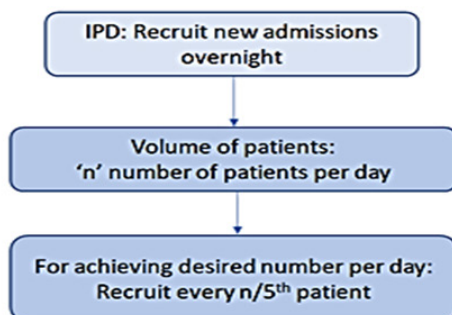 IPD: Recruit new admissions
overnight
Volume of patients:
‘n’ number of patients per day
For achieving desired number per day:
Recruit every n/5th patient